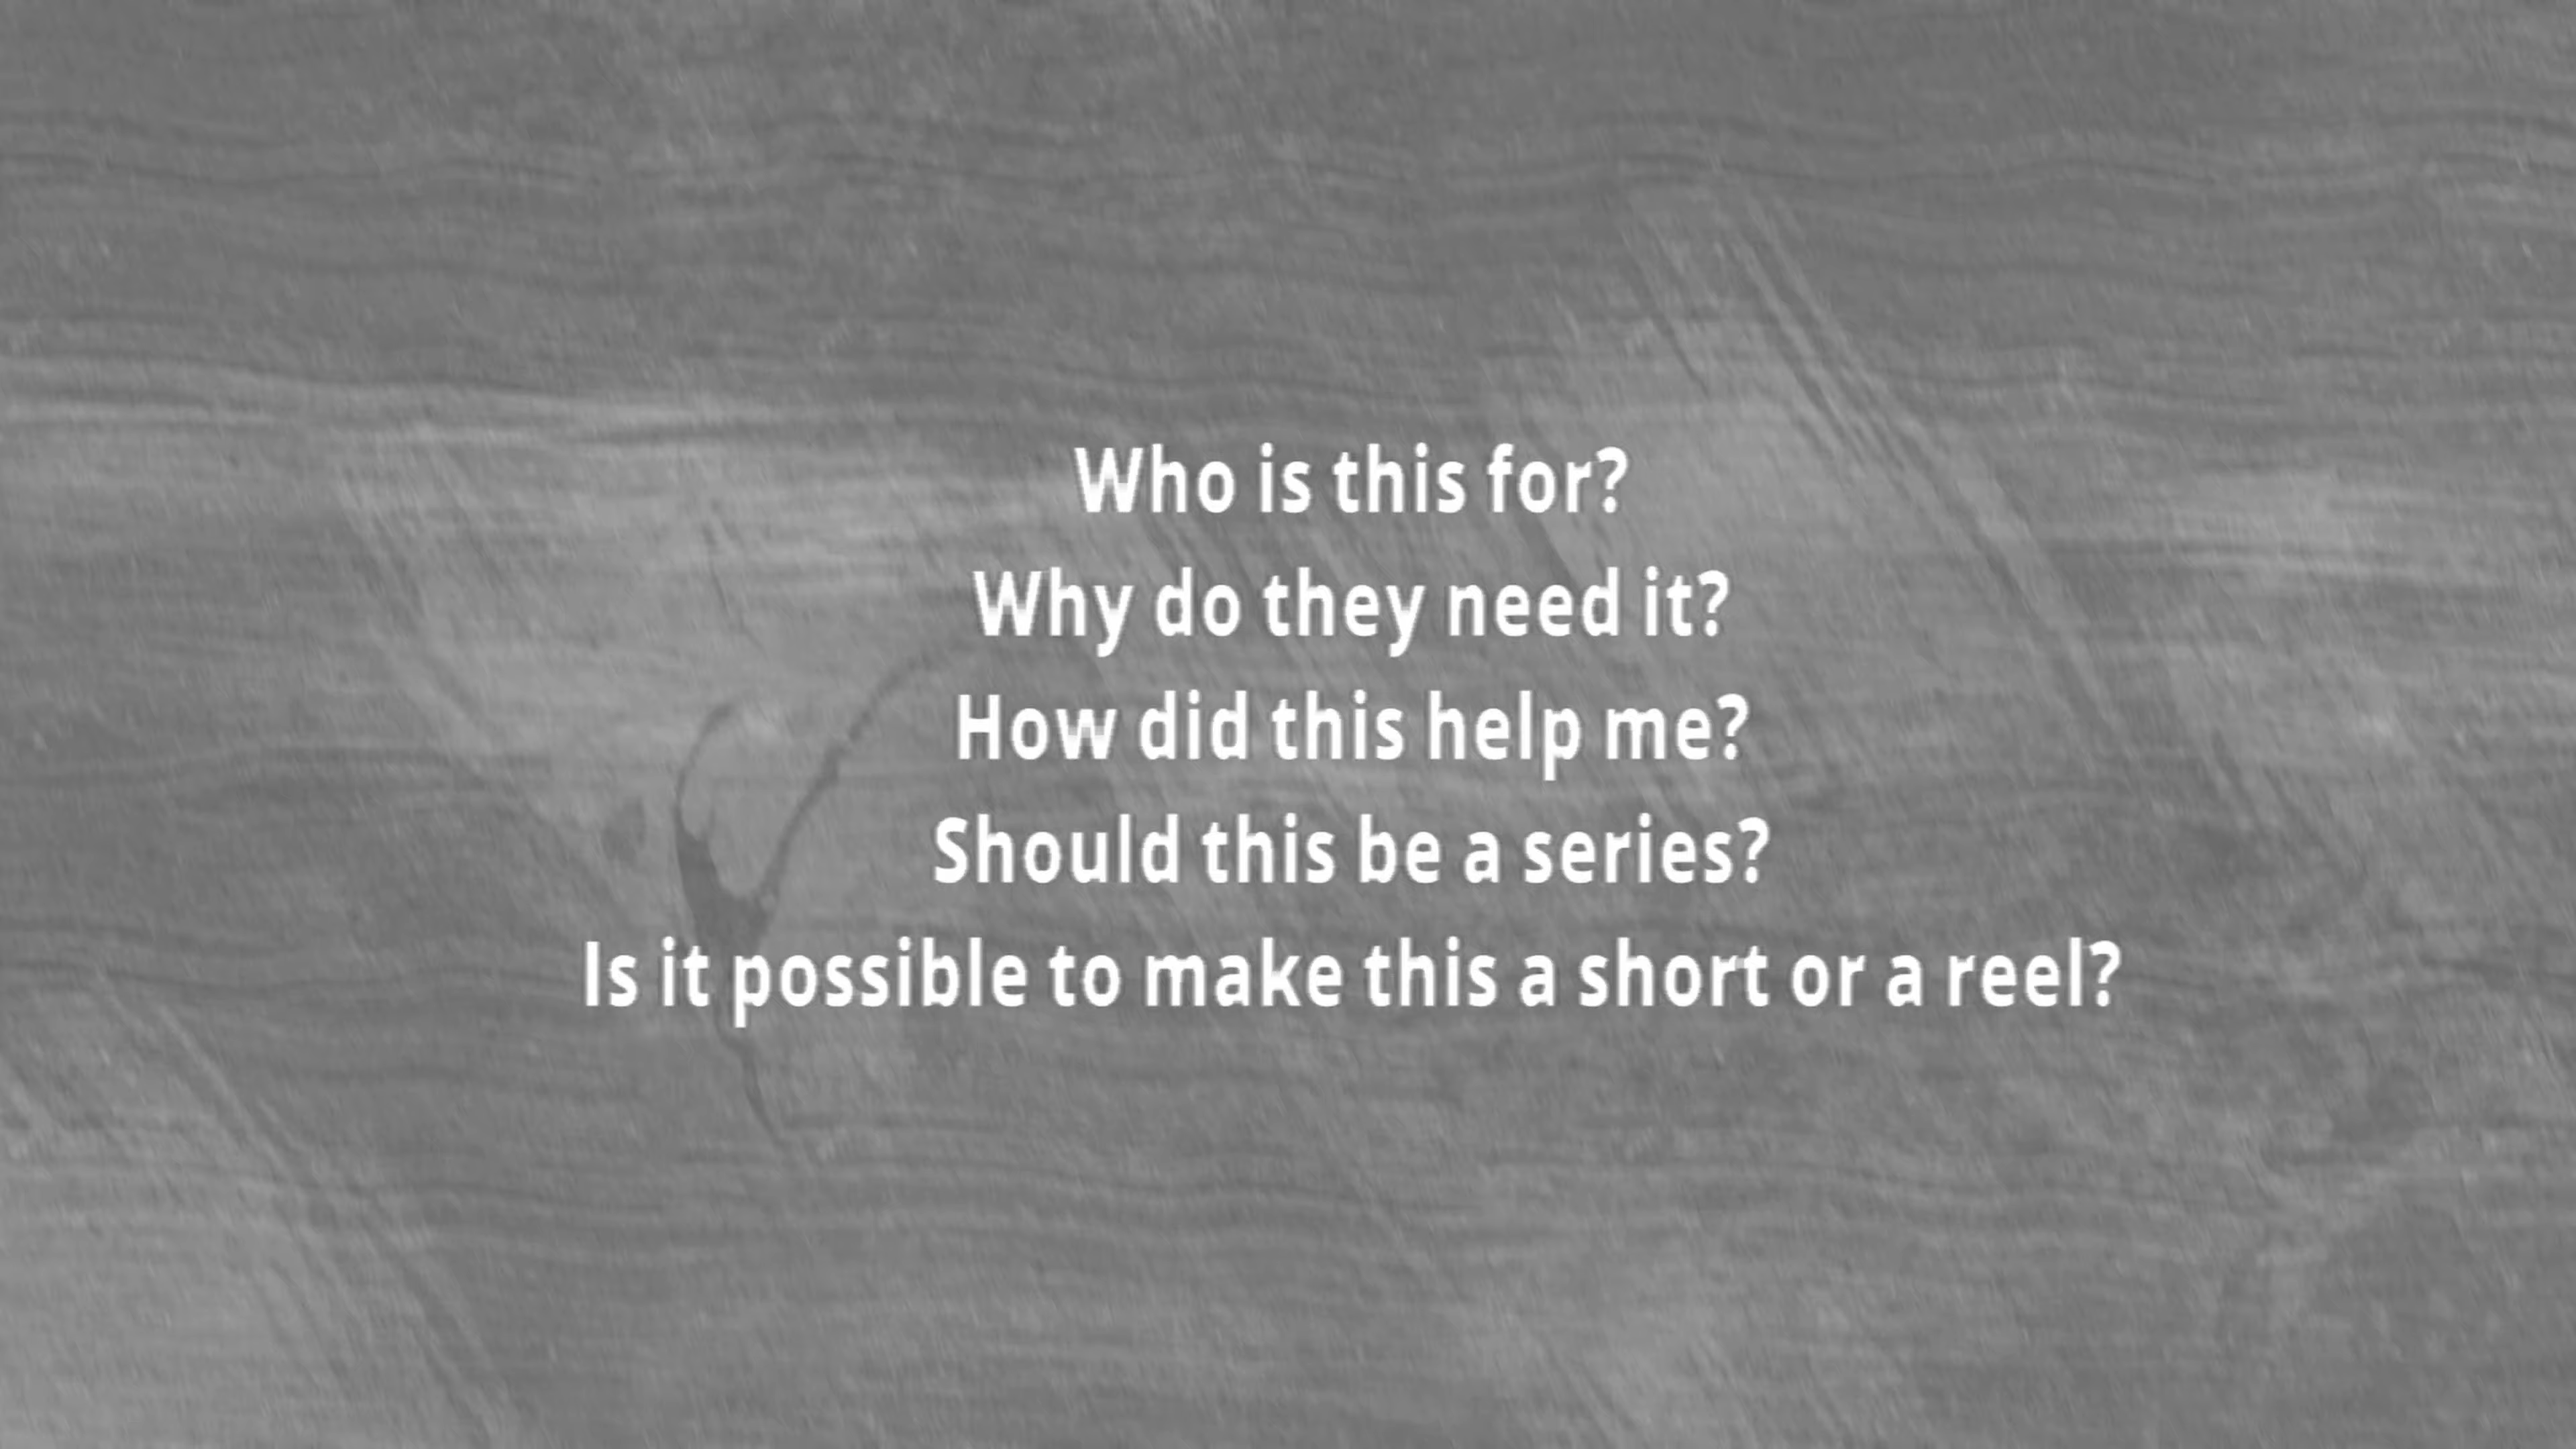 Who is this for?
Why do they need it?
How did this help me?
Should this be a series?
Is it possible to make this a short or a reel?